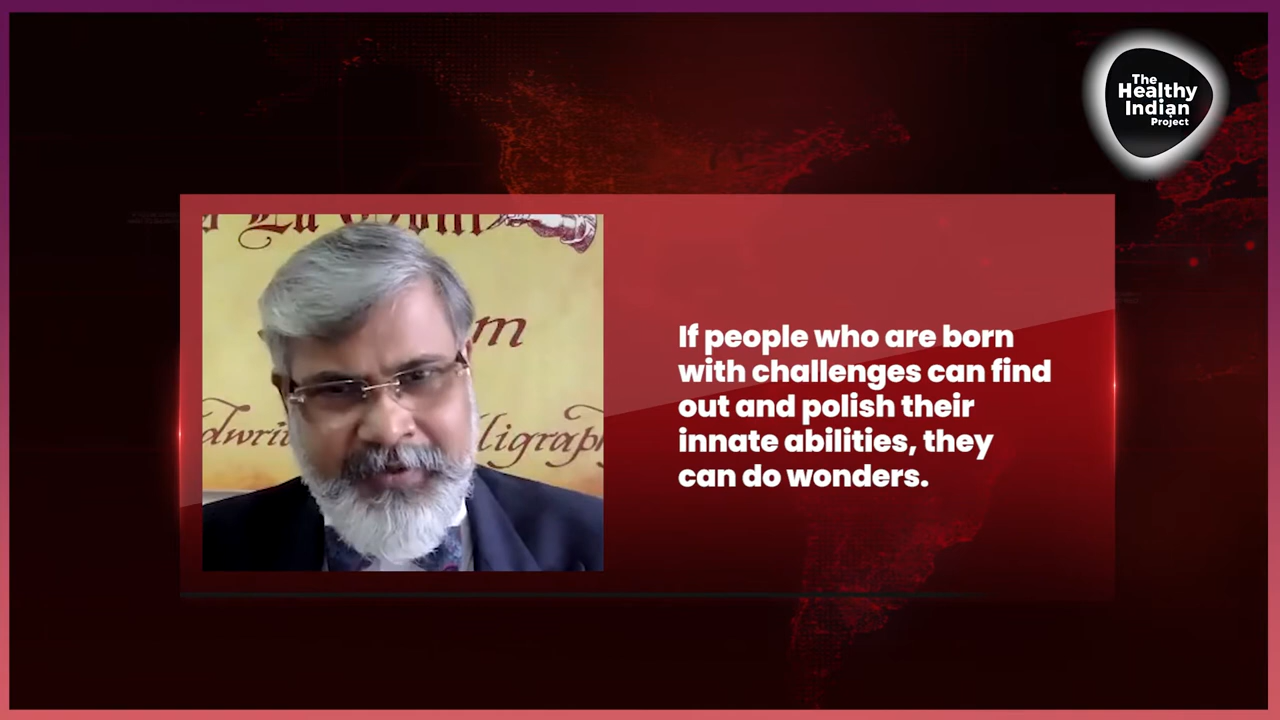 The
Healthy
Indian
Project
m
ligraph
If people who are born
with challenges can find
out and polish their
innate abilities, they
can do wonders.